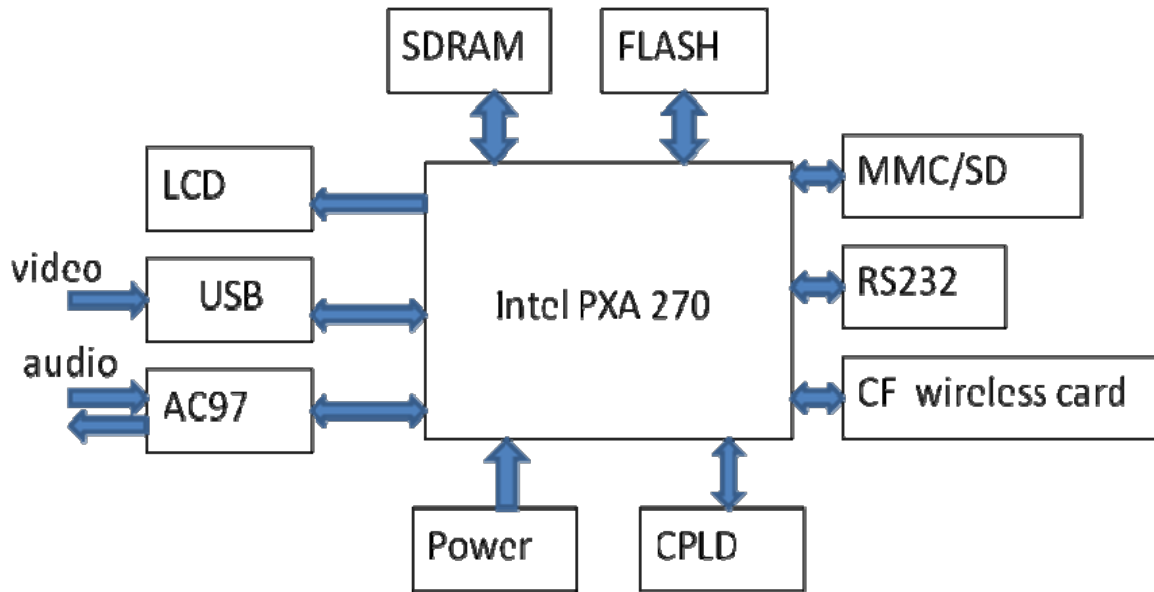 SDRAM
FLASH
LCD
MMC/SD
video
USB
Intel PXA 270
RS232
audio
AC97
CF wireless card
Power
CPLD